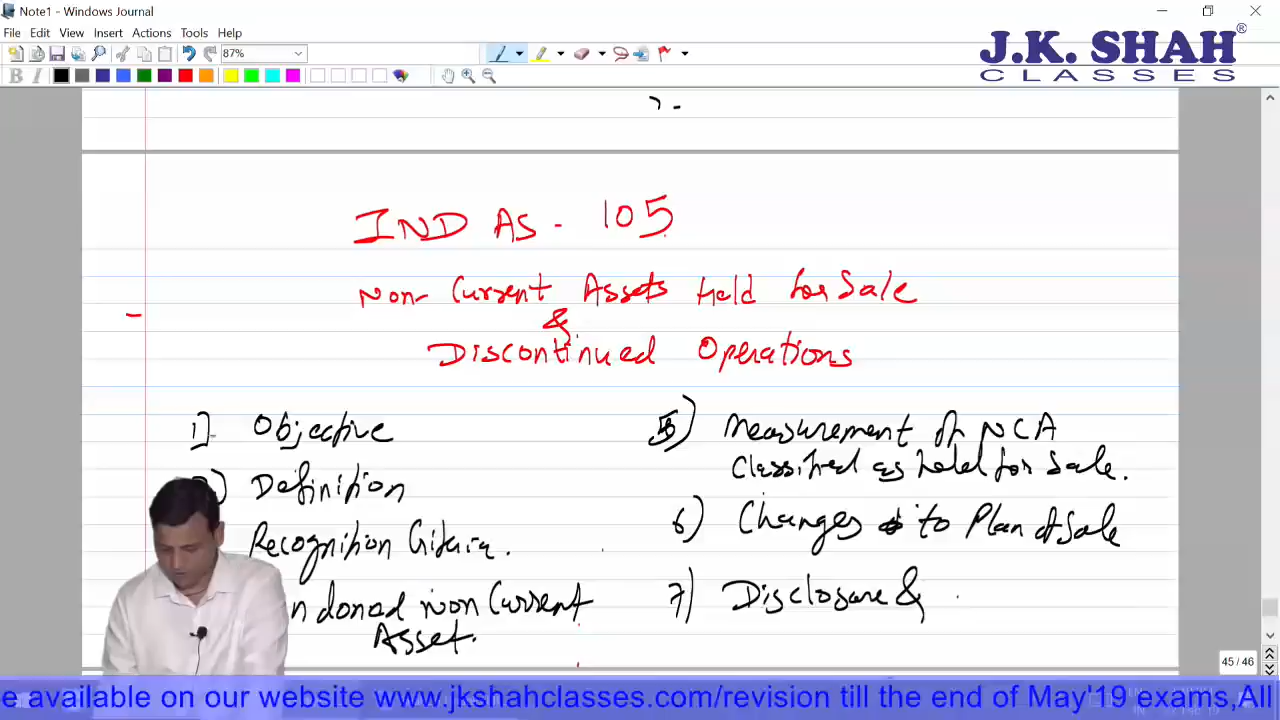 Note1 - Windows Journal
File Edit View Insert Actions Tools Help
87%
J.K. SHAH®
CLASSES
IND AS - 105
Non- Current Assets Held for Sale
&
Discontinued Operations
1] Objective
Definition
Recognition Criteria.
ndoned non Current
Asset.
5) Measurement of NCA
Classified as held for Sale.
6) Changes to Plan of Sale
7) Disclosure &
45 / 46
e available on our website www.jkshahclasses.com/revision till the end of May'19 exams,All